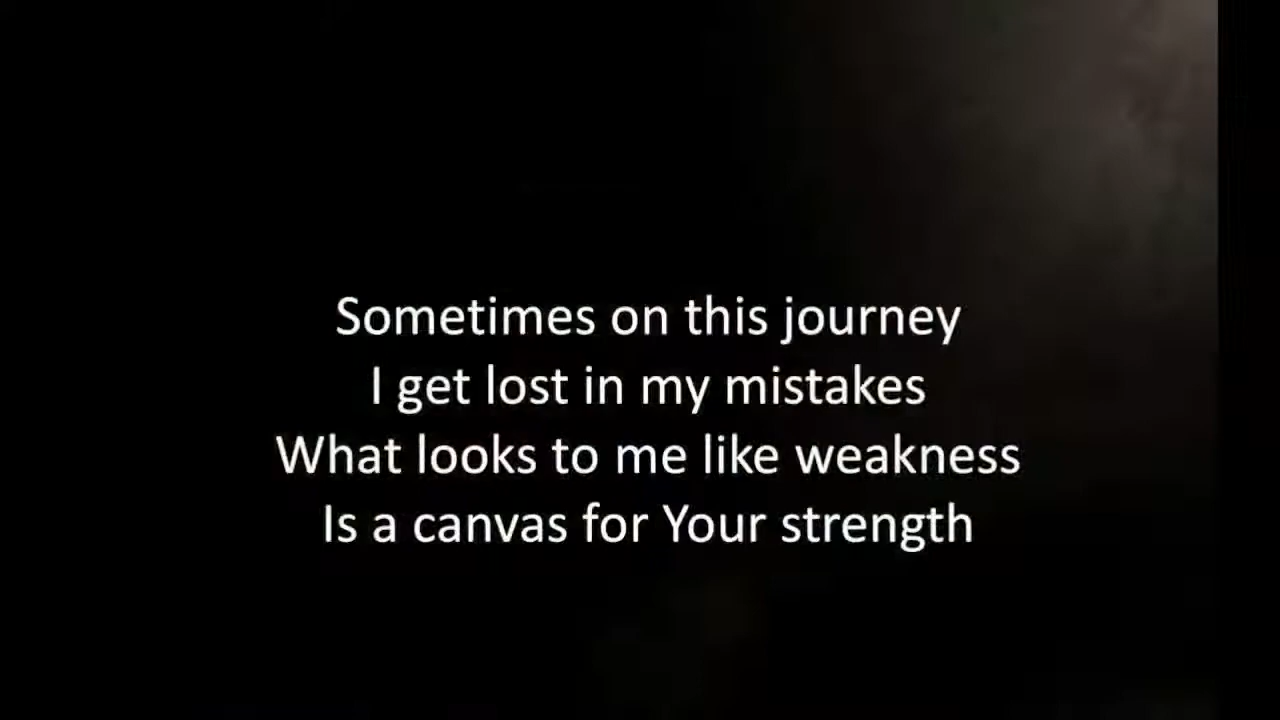 Sometimes on this journey
I get lost in my mistakes
What looks to me like weakness
Is a canvas for Your strength